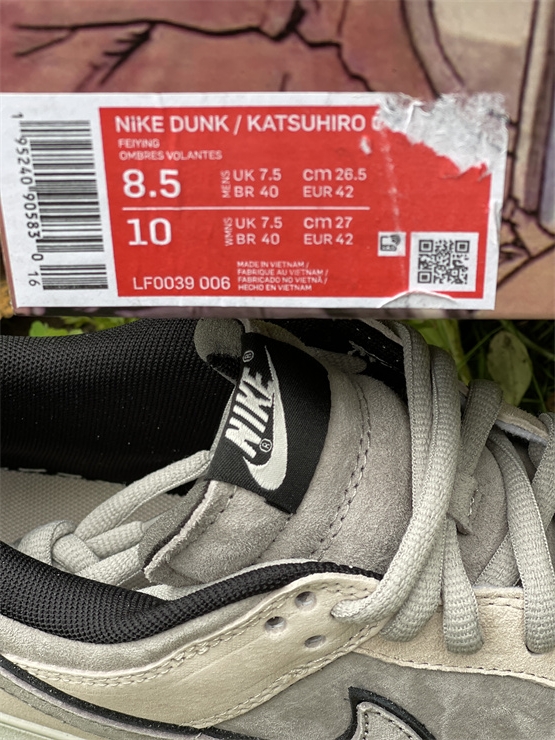 NIKE DUNK / KATSUHIRO
FEIYING
OMBRES VOLANTES
8.5
MENS
UK 7.5
BR 40
cm 26.5
EUR 42
10
WMNS
UK 7.5
BR 40
cm 27
EUR 42
LF0039 006
MADE IN VIETNAM /
FABRIQUE AU VIETNAM /
FABRICADO NO VIETNÃ /
HECHO EN VIETNAM
1 95240 90583 0 16
NIKE®
®